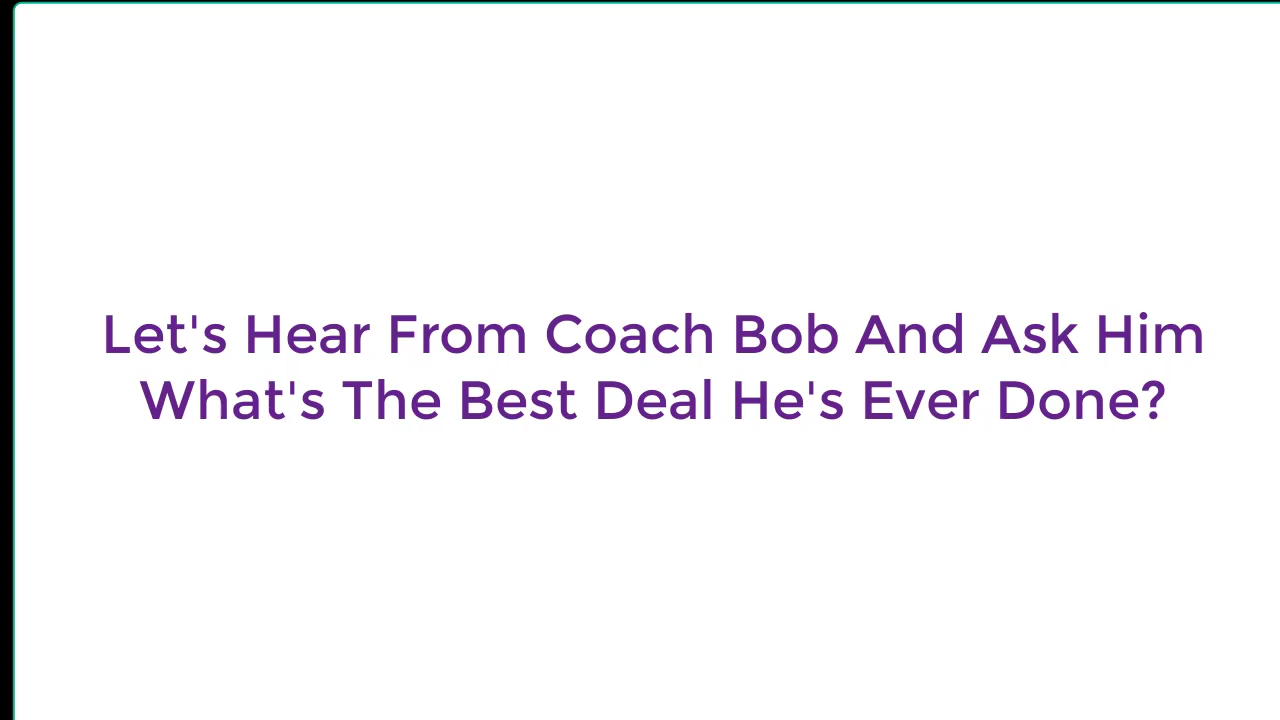 Let's Hear From Coach Bob And Ask Him
What's The Best Deal He's Ever Done?